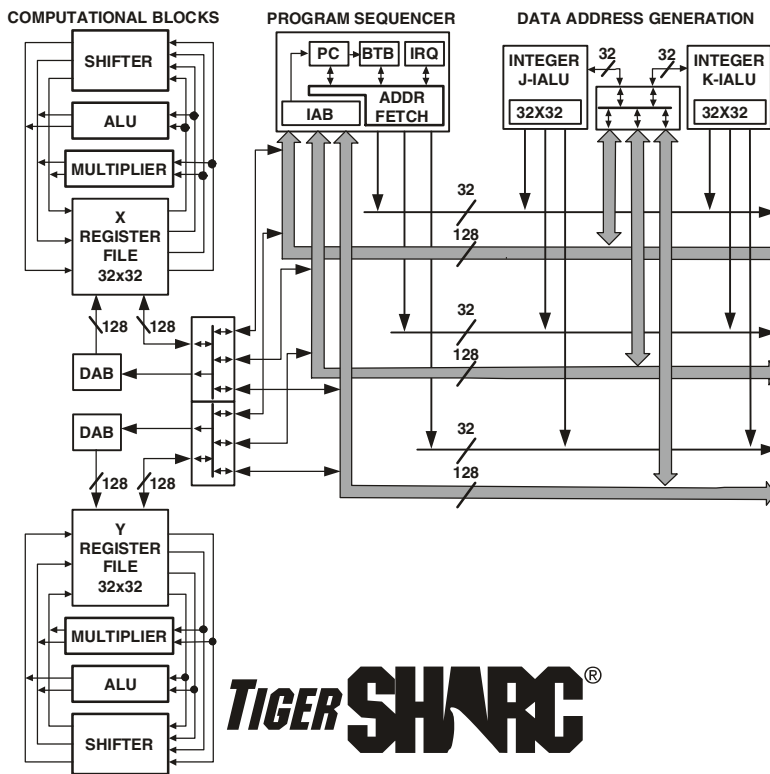 COMPUTATIONAL BLOCKS
PROGRAM SEQUENCER
DATA ADDRESS GENERATION
SHIFTER
ALU
MULTIPLIER
X
REGISTER
FILE
32x32
128
128
DAB
DAB
128
128
Y
REGISTER
FILE
32x32
MULTIPLIER
ALU
SHIFTER
PC
BTB
IRQ
ADDR
FETCH
IAB
INTEGER
J-IALU
32X32
32
32
INTEGER
K-IALU
32X32
32
128
32
128
32
128
TIGER SHARC®